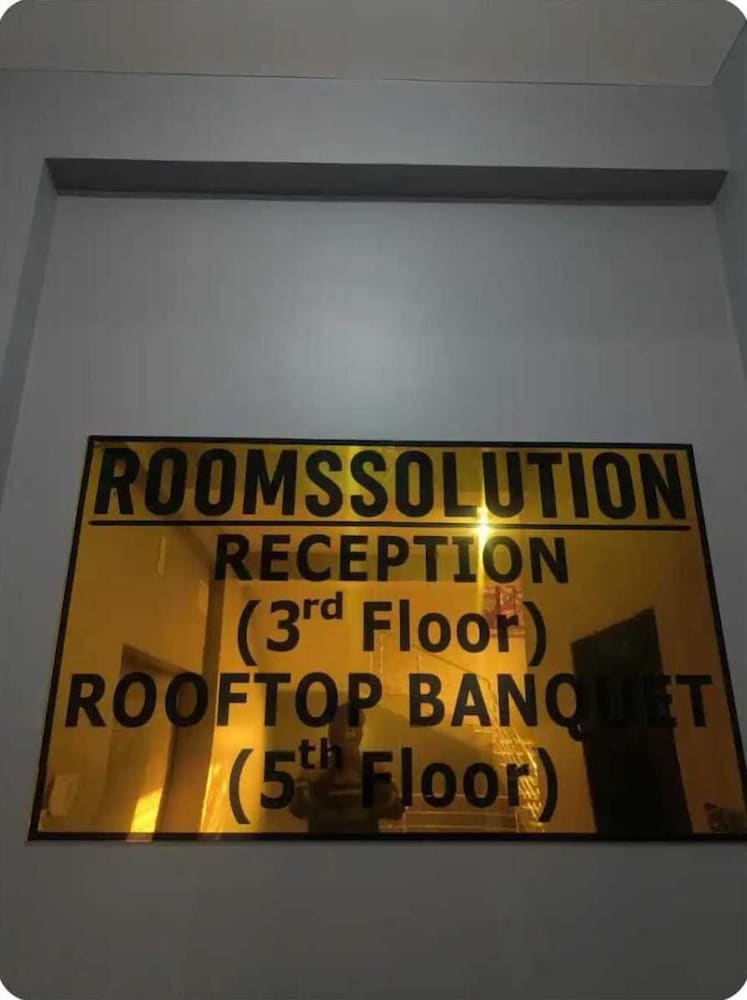 ROOMSSOLUTION
RECEPTION
(3rd Floor)
ROOFTOP BANQUET
(5th Floor)